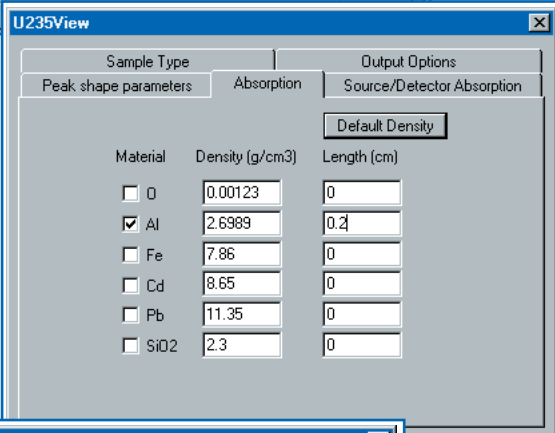 U235View
Sample Type Output Options
Peak shape parameters Absorption Source/Detector Absorption
Default Density
Material Density (g/cm3) Length (cm)
O 0.00123 0
Al 2.6989 0.2
Fe 7.86 0
Cd 8.65 0
Pb 11.35 0
SiO2 2.3 0